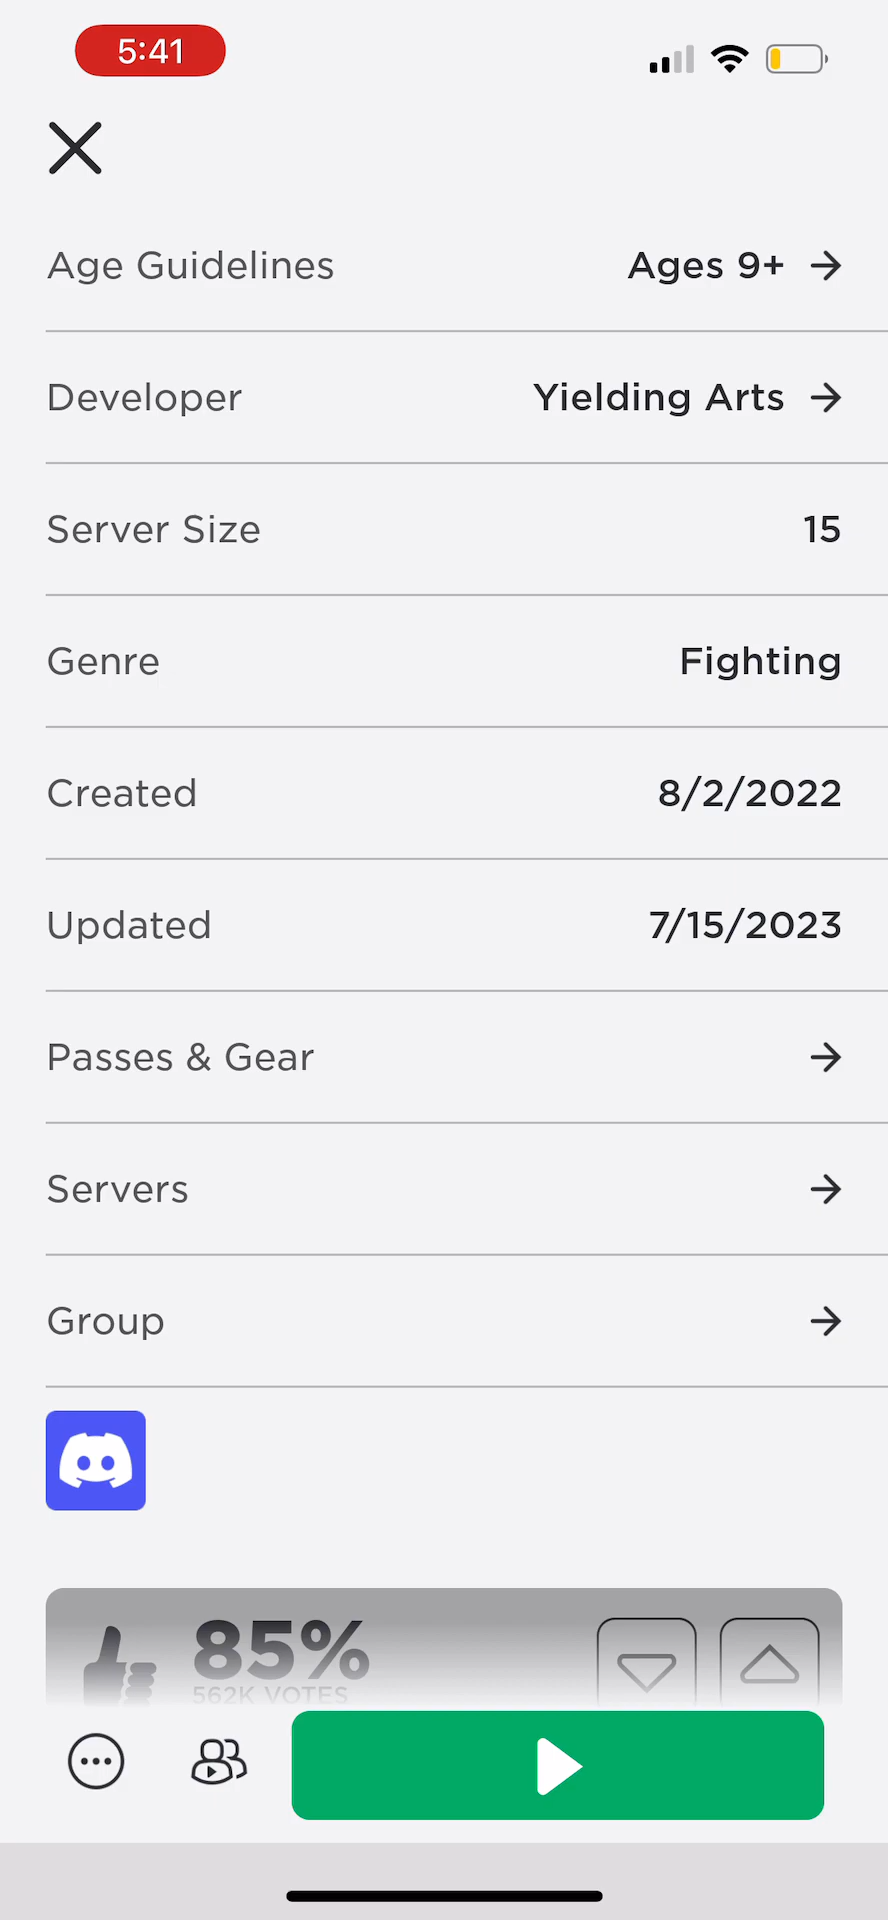 5:41
Age Guidelines Ages 9+
Developer Yielding Arts
Server Size 15
Genre Fighting
Created 8/2/2022
Updated 7/15/2023
Passes & Gear
Servers
Group
85%
562K VOTES